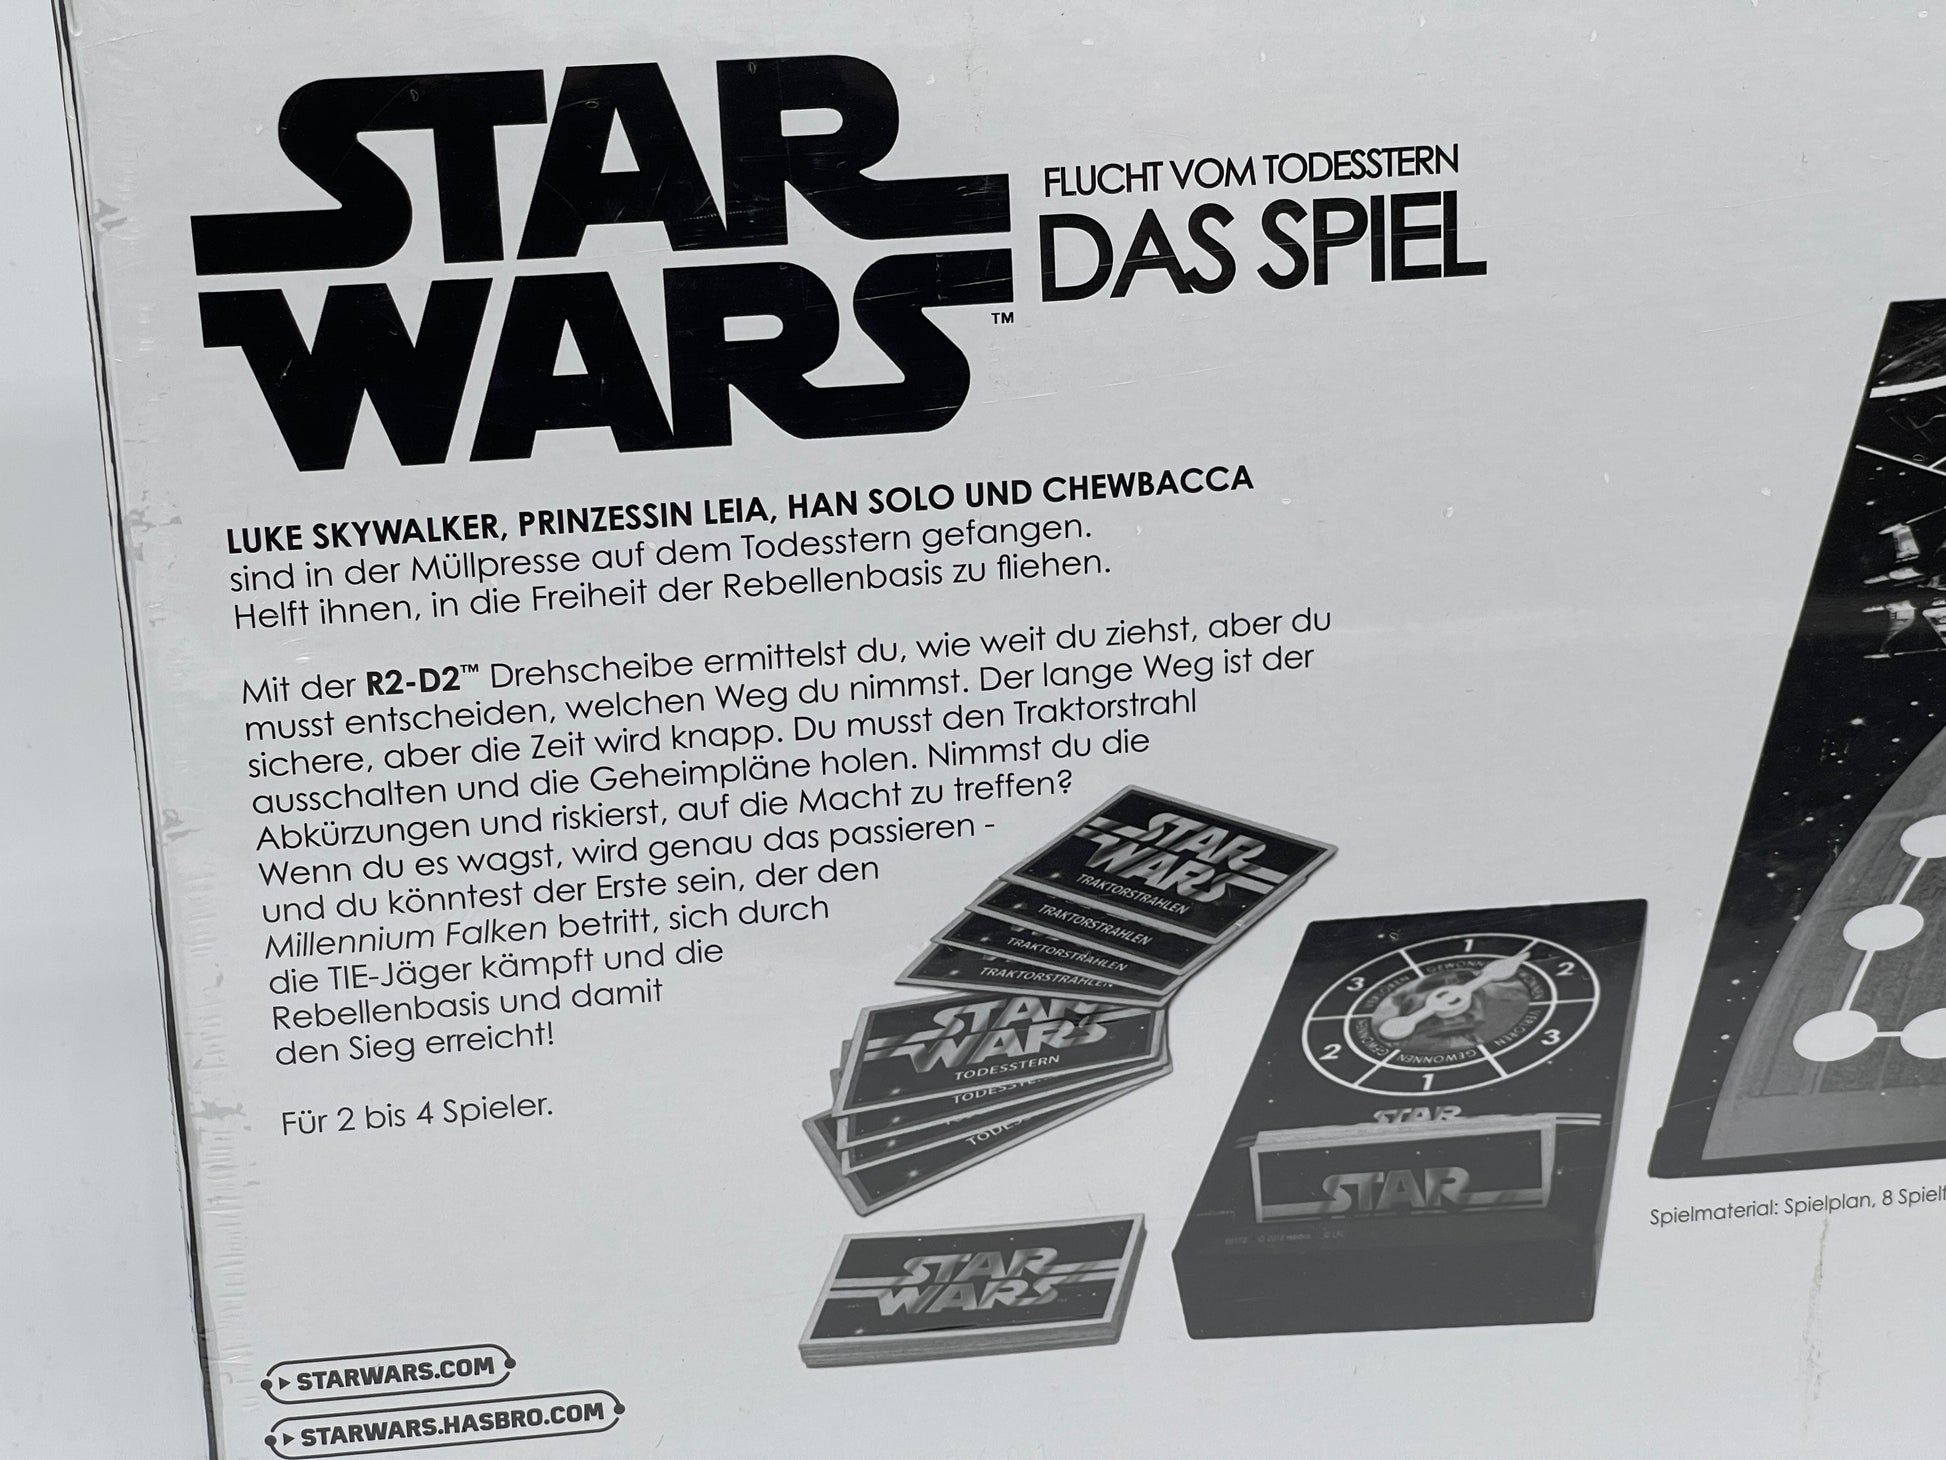 STAR
WARS™
FLUCHT VOM TODESSTERN
DAS SPIEL
LUKE SKYWALKER, PRINZESSIN LEIA, HAN SOLO UND CHEWBACCA
sind in der Müllpresse auf dem Todesstern gefangen.
Helft ihnen, in die Freiheit der Rebellenbasis zu fliehen.
Mit der R2-D2™ Drehscheibe ermittelst du, wie weit du ziehst, aber du
musst entscheiden, welchen Weg du nimmst. Der lange Weg ist der
sichere, aber die Zeit wird knapp. Du musst den Traktorstrahl
ausschalten und die Geheimpläne holen. Nimmst du die
Abkürzungen und riskierst, auf die Macht zu treffen?
Wenn du es wagst, wird genau das passieren -
und du könntest der Erste sein, der den
Millennium Falken betritt, sich durch
die TIE-Jäger kämpft und die
Rebellenbasis und damit
den Sieg erreicht!
Für 2 bis 4 Spieler.
STAR
WARS
TRAKTORSTRAHLEN
TRAKTORSTRAHLEN
TRAKTORSTRAHLEN
TRAKTORSTRAHLEN
STAR
WARS
TODESSTERN
STAR
WARS
1
2
3
1
2
3
GEWONNEN
VERLOREN
GEWONNEN
STAR
STAR
Spielmaterial: Spielplan, 8 Spielf
STARWARS.COM
STARWARS.HASBRO.COM